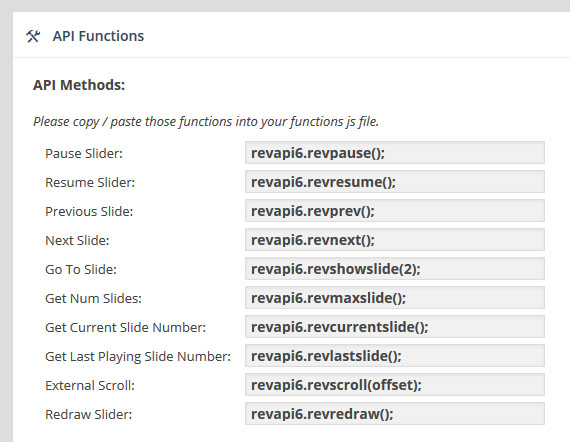 API Functions
API Methods:
Please copy / paste those functions into your functions js file.
Pause Slider: revapi6.revpause();
Resume Slider: revapi6.revresume();
Previous Slide: revapi6.revprev();
Next Slide: revapi6.revnext();
Go To Slide: revapi6.revshowslide(2);
Get Num Slides: revapi6.revmaxslide();
Get Current Slide Number: revapi6.revcurrentslide();
Get Last Playing Slide Number: revapi6.revlastslide();
External Scroll: revapi6.revscroll(offset);
Redraw Slider: revapi6.revredraw();